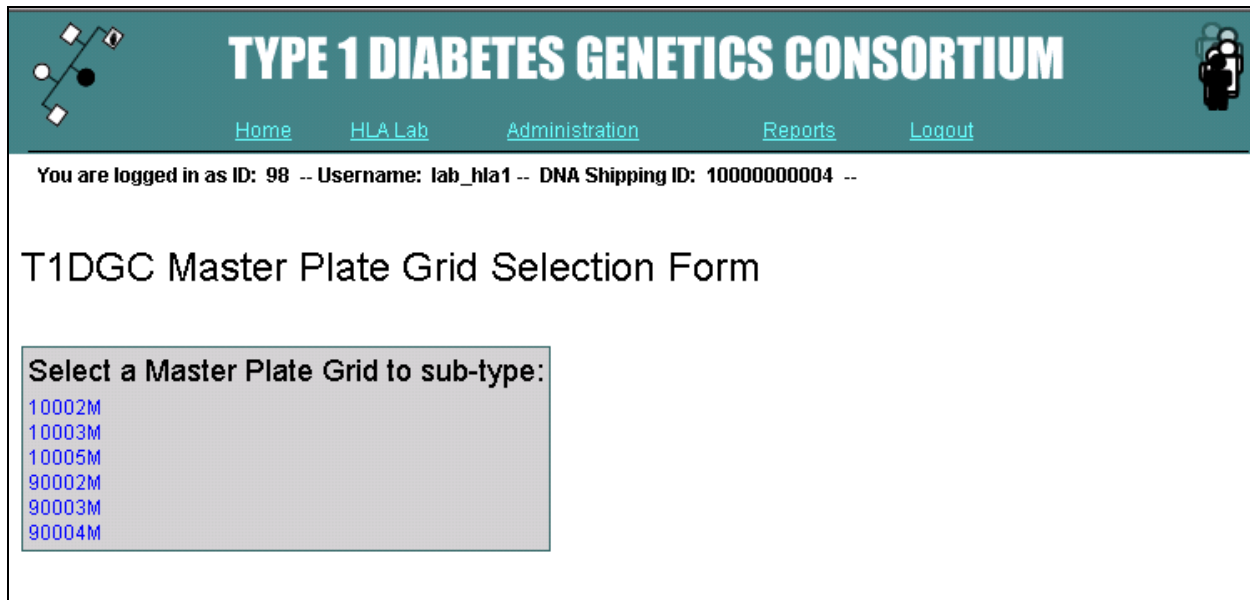 TYPE 1 DIABETES GENETICS CONSORTIUM
Home HLA Lab Administration Reports Logout
You are logged in as ID: 98 -- Username: lab_hla1 -- DNA Shipping ID: 10000000004 --
T1DGC Master Plate Grid Selection Form
Select a Master Plate Grid to sub-type:
10002M
10003M
10005M
90002M
90003M
90004M